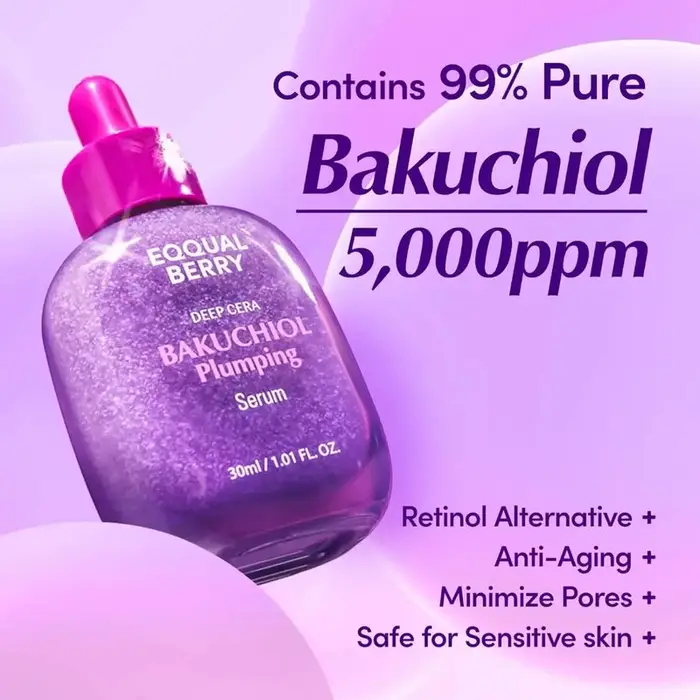 Contains 99% Pure
Bakuchiol
5,000ppm
EQQUAL
BERRY
DEEP CERA
BAKUCHIOL
Plumping
Serum
30ml / 1.01 FL. OZ.
Retinol Alternative +
Anti-Aging +
Minimize Pores +
Safe for Sensitive skin +